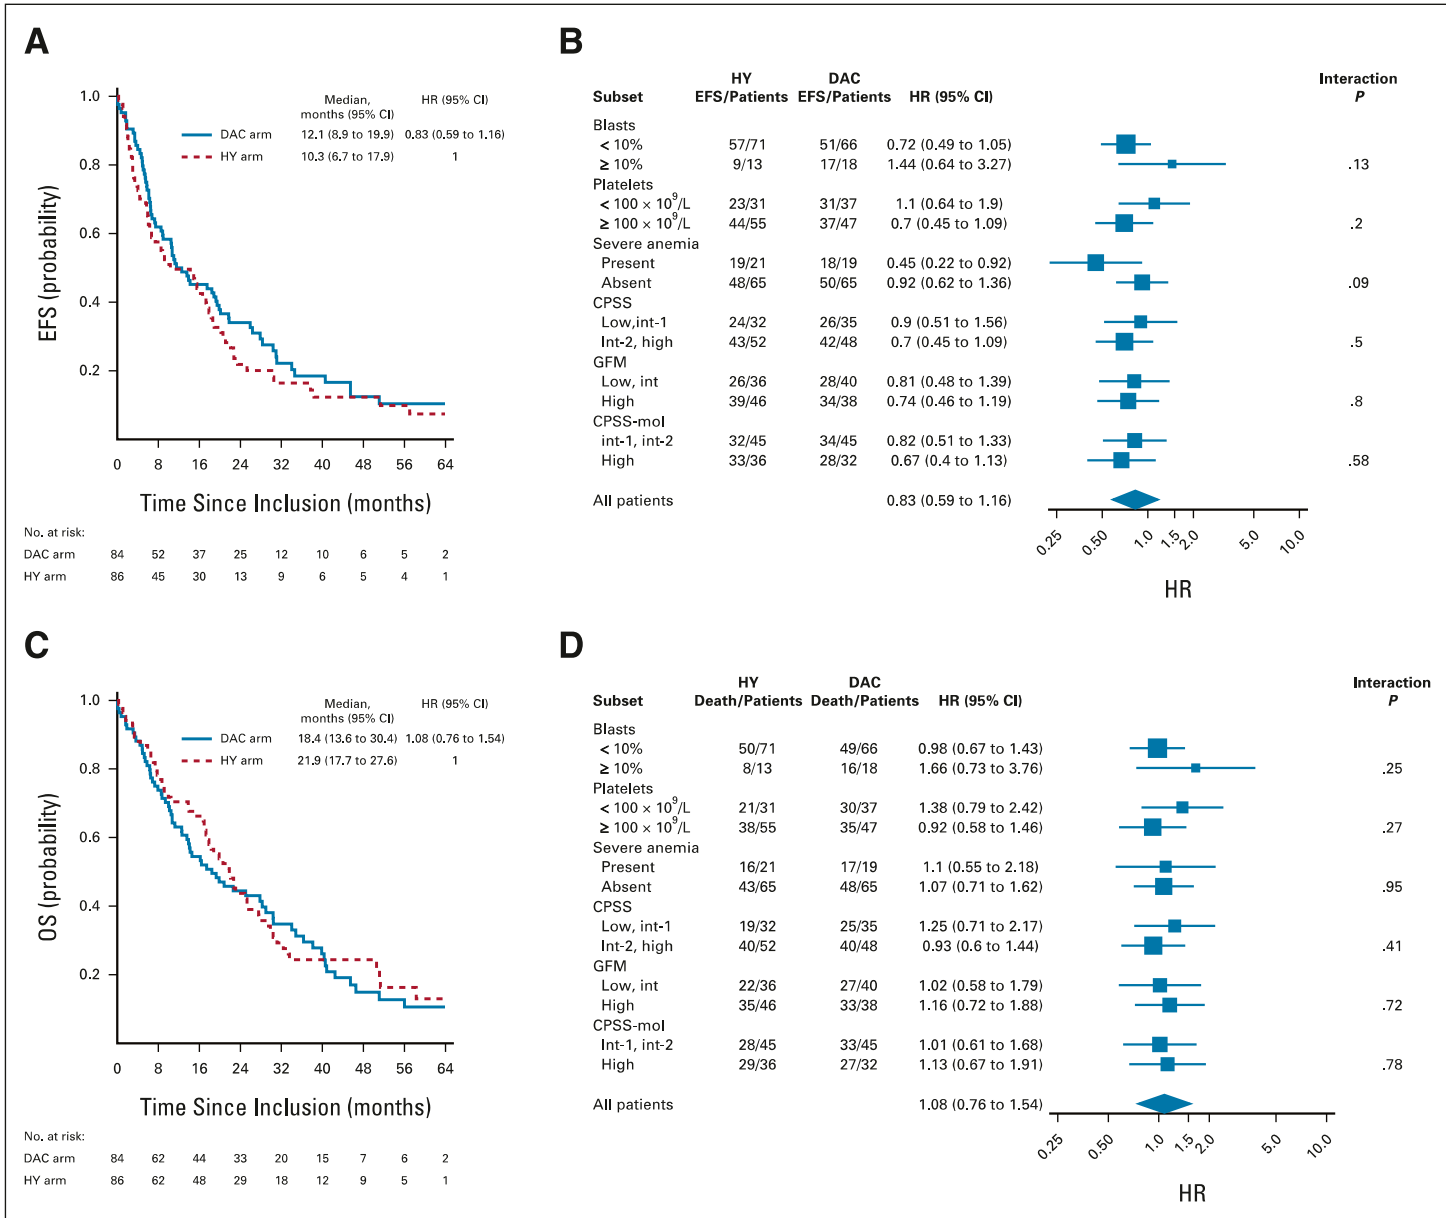 A
Median, months (95% CI) HR (95% CI)
DAC arm 12.1 (8.9 to 19.9) 0.83 (0.59 to 1.16)
HY arm 10.3 (6.7 to 17.9) 1
EFS (probability)
1.0
0.8
0.6
0.4
0.2
0 8 16 24 32 40 48 56 64
Time Since Inclusion (months)
No. at risk:
DAC arm 84 52 37 25 12 10 6 5 2
HY arm 86 45 30 13 9 6 5 4 1
B
HY DAC Interaction
Subset EFS/Patients EFS/Patients HR (95% CI) P
Blasts
< 10% 57/71 51/66 0.72 (0.49 to 1.05)
≥ 10% 9/13 17/18 1.44 (0.64 to 3.27) .13
Platelets
< 100 × 10⁹/L 23/31 31/37 1.1 (0.64 to 1.9)
≥ 100 × 10⁹/L 44/55 37/47 0.7 (0.45 to 1.09) .2
Severe anemia
Present 19/21 18/19 0.45 (0.22 to 0.92)
Absent 48/65 50/65 0.92 (0.62 to 1.36) .09
CPSS
Low,int-1 24/32 26/35 0.9 (0.51 to 1.56)
Int-2, high 43/52 42/48 0.7 (0.45 to 1.09) .5
GFM
Low, int 26/36 28/40 0.81 (0.48 to 1.39)
High 39/46 34/38 0.74 (0.46 to 1.19) .8
CPSS-mol
int-1, int-2 32/45 34/45 0.82 (0.51 to 1.33)
High 33/36 28/32 0.67 (0.4 to 1.13) .58
All patients 0.83 (0.59 to 1.16)
0.25 0.50 1.0 1.5 2.0 5.0 10.0
HR
C
Median, months (95% CI) HR (95% CI)
DAC arm 18.4 (13.6 to 30.4) 1.08 (0.76 to 1.54)
HY arm 21.9 (17.7 to 27.6) 1
OS (probability)
1.0
0.8
0.6
0.4
0.2
0 8 16 24 32 40 48 56 64
Time Since Inclusion (months)
No. at risk:
DAC arm 84 62 44 33 20 15 7 6 2
HY arm 86 62 48 29 18 12 9 5 1
D
HY DAC Interaction
Subset Death/Patients Death/Patients HR (95% CI) P
Blasts
< 10% 50/71 49/66 0.98 (0.67 to 1.43)
≥ 10% 8/13 16/18 1.66 (0.73 to 3.76) .25
Platelets
< 100 × 10⁹/L 21/31 30/37 1.38 (0.79 to 2.42)
≥ 100 × 10⁹/L 38/55 35/47 0.92 (0.58 to 1.46) .27
Severe anemia
Present 16/21 17/19 1.1 (0.55 to 2.18)
Absent 43/65 48/65 1.07 (0.71 to 1.62) .95
CPSS
Low, int-1 19/32 25/35 1.25 (0.71 to 2.17)
Int-2, high 40/52 40/48 0.93 (0.6 to 1.44) .41
GFM
Low, int 22/36 27/40 1.02 (0.58 to 1.79)
High 35/46 33/38 1.16 (0.72 to 1.88) .72
CPSS-mol
Int-1, int-2 28/45 33/45 1.01 (0.61 to 1.68)
High 29/36 27/32 1.13 (0.67 to 1.91) .78
All patients 1.08 (0.76 to 1.54)
0.25 0.50 1.0 1.5 2.0 5.0 10.0
HR